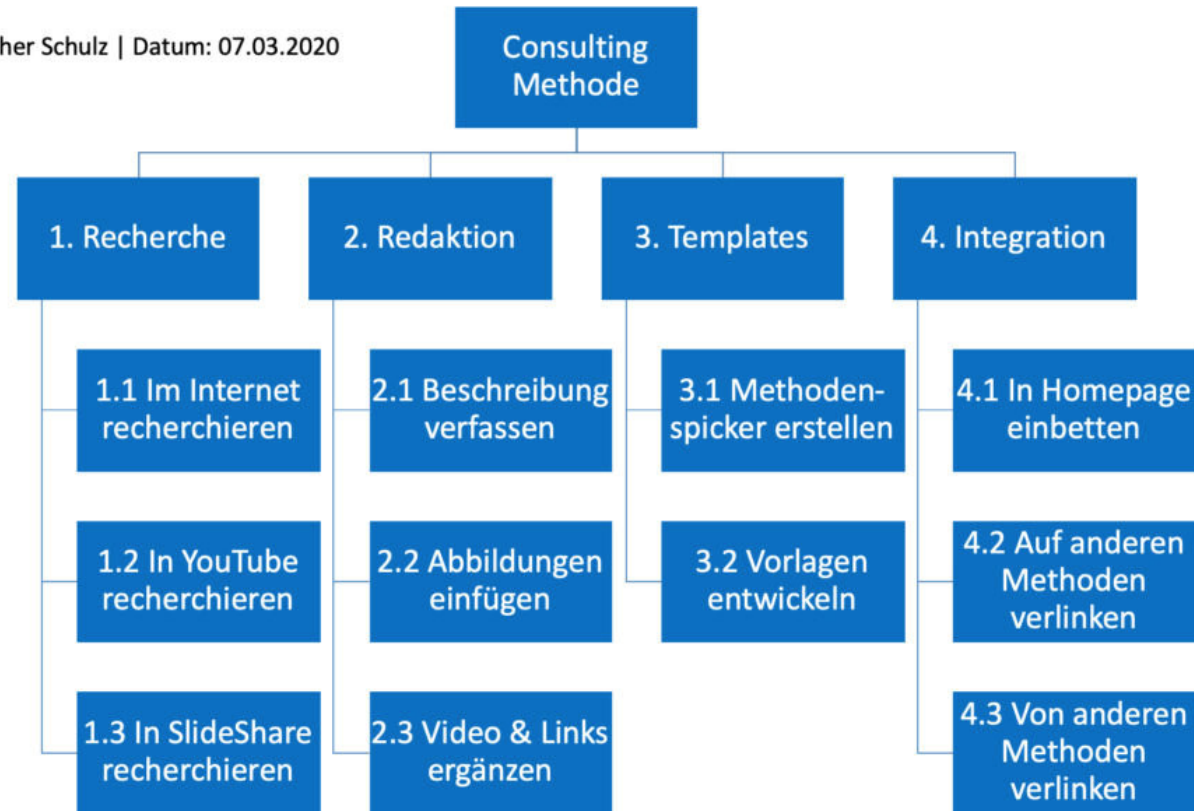 Schulz | Datum: 07.03.2020
Consulting
Methode
1. Recherche
2. Redaktion
3. Templates
4. Integration
1.1 Im Internet
recherchieren
2.1 Beschreibung
verfassen
3.1 Methoden-
spicker erstellen
4.1 In Homepage
einbetten
1.2 In YouTube
recherchieren
2.2 Abbildungen
einfügen
3.2 Vorlagen
entwickeln
4.2 Auf anderen
Methoden
verlinken
1.3 In SlideShare
recherchieren
2.3 Video & Links
ergänzen
4.3 Von anderen
Methoden
verlinken